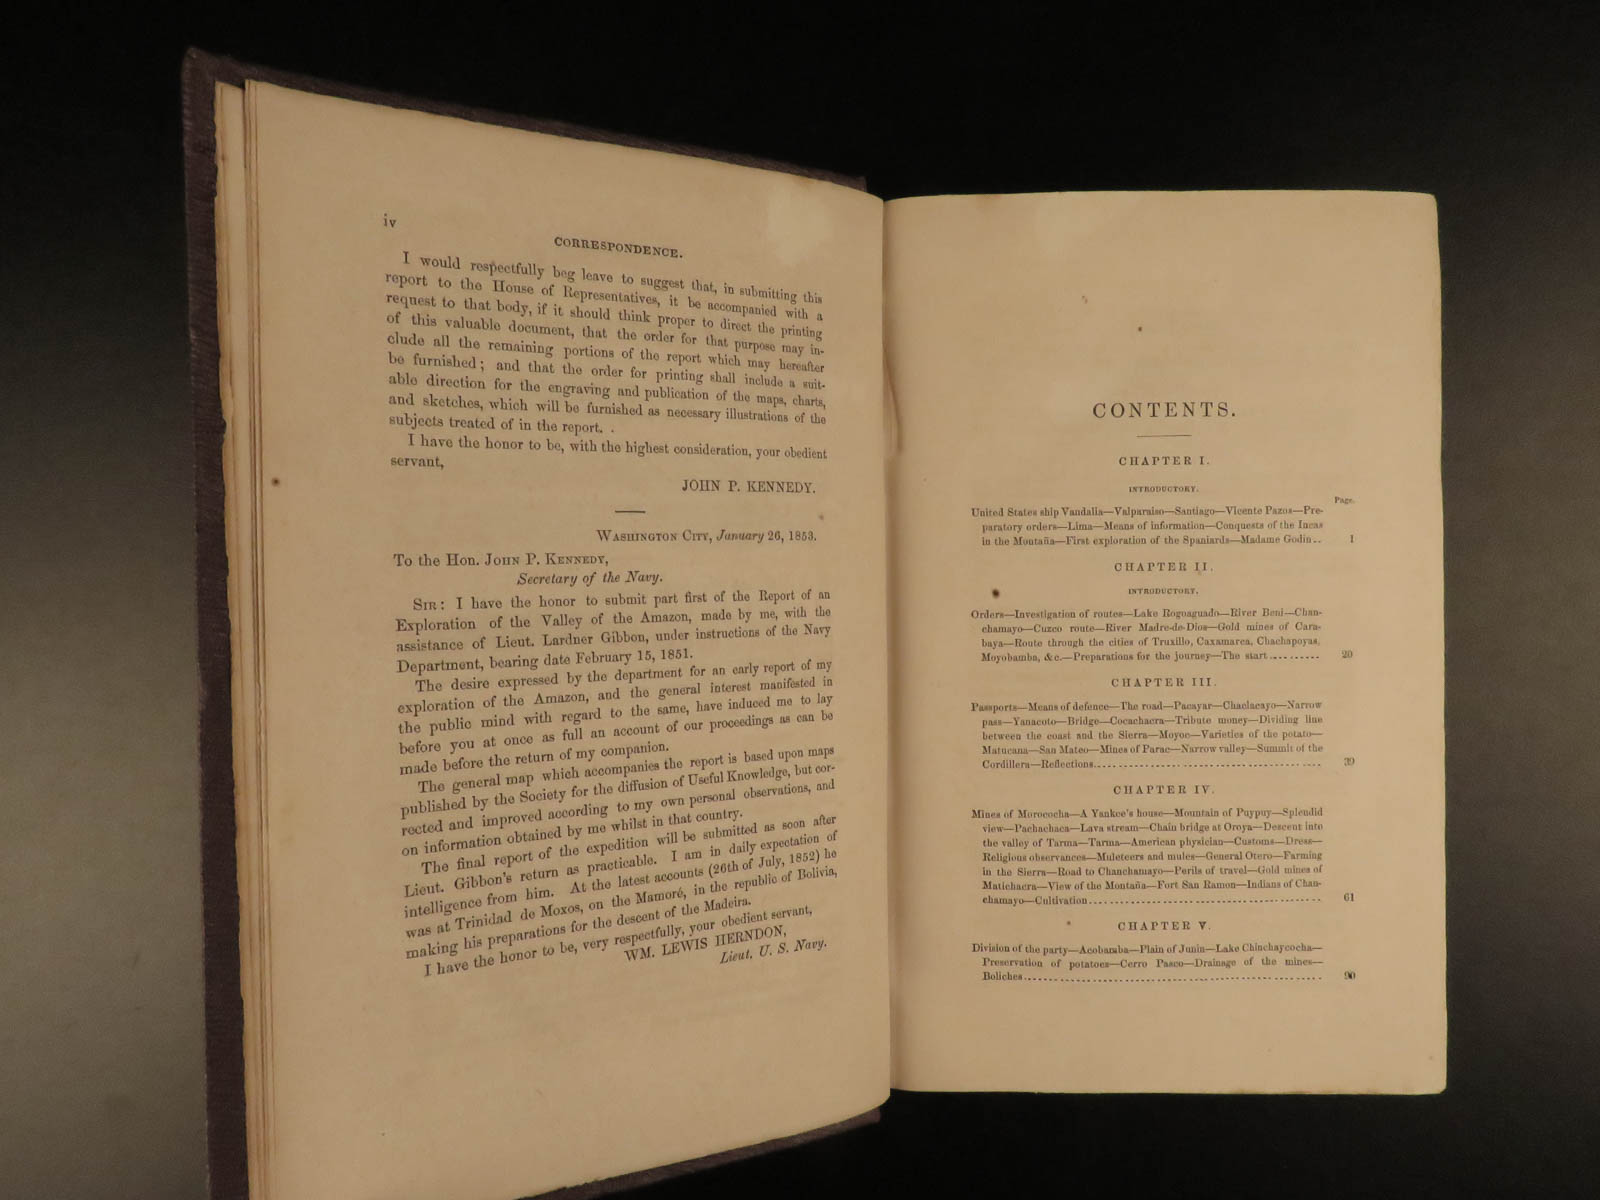 iv
CORRESPONDENCE.
I would respectfully beg leave to suggest that, in submitting this
report to the House of Representatives, it be accompanied with a
request to that body, if it should think proper to direct the printing
of this valuable document, that the order for that purpose may in-
clude all the remaining portions of the report which may hereafter
be furnished; and that the order for printing shall include a suit-
able direction for the engraving and publication of the maps, charts,
and sketches, which will be furnished as necessary illustrations of the
subjects treated of in the report. .
I have the honor to be, with the highest consideration, your obedient
servant,
JOHN P. KENNEDY.
WASHINGTON CITY, January 26, 1853.
To the Hon. JOHN P. KENNEDY,
Secretary of the Navy.
SIR: I have the honor to submit part first of the Report of an
Exploration of the Valley of the Amazon, made by me, with the
assistance of Lieut. Lardner Gibbon, under instructions of the Navy
Department, bearing date February 15, 1851.
The desire expressed by the department for an early report of my
exploration of the Amazon, and the general interest manifested in
the public mind with regard to the same, have induced me to lay
before you at once as full an account of our proceedings as can be
made before the return of my companion.
The general map which accompanies the report is based upon maps
published by the Society for the diffusion of Useful Knowledge, but cor-
rected and improved according to my own personal observations, and
on information obtained by me whilst in that country.
The final report of the expedition will be submitted as soon after
Lieut. Gibbon's return as practicable. I am in daily expectation of
intelligence from him. At the latest accounts (26th of July, 1852) he
was at Trinidad de Moxos, on the Mamoré, in the republic of Bolivia,
making his preparations for the descent of the Madeira.
I have the honor to be, very respectfully, your obedient servant,
WM. LEWIS HERNDON,
Lieut. U. S. Navy.
CONTENTS.
CHAPTER I.
INTRODUCTORY.
Page.
United States ship Vandalia—Valparaiso—Santiago—Vicente Pazos—Pre-
paratory orders—Lima—Means of information—Conquests of the Incas
in the Montaña—First exploration of the Spaniards—Madame Godin.. 1
CHAPTER II.
INTRODUCTORY.
Orders—Investigation of routes—Lake Rogoaguado—River Beni—Chan-
chamayo—Cuzco route—River Madre-de-Dios—Gold mines of Cara-
baya—Route through the cities of Truxillo, Caxamarca, Chachapoyas,
Moyobamba, &c.—Preparations for the journey—The start.......... 20
CHAPTER III.
Passports—Means of defence—The road—Pacayar—Chaclacayo—Narrow
pass—Yanacoto—Bridge—Cocachacra—Tribute money—Dividing line
between the coast and the Sierra—Moyoc—Varieties of the potato—
Matucana—San Mateo—Mines of Parac—Narrow valley—Summit of the
Cordillera—Reflections............................................ 39
CHAPTER IV.
Mines of Morococha—A Yankee's house—Mountain of Puypuy—Splendid
view—Pachachaca—Lava stream—Chain bridge at Oroya—Descent into
the valley of Tarma—Tarma—American physician—Customs—Dress—
Religious observances—Muleteers and mules—General Otero—Farming
in the Sierra—Road to Chanchamayo—Perils of travel—Gold mines of
Matichacra—View of the Montaña—Fort San Ramon—Indians of Chan-
chamayo—Cultivation............................................ 61
CHAPTER V.
Division of the party—Acobamba—Plain of Junin—Lake Chinchaycocha—
Preservation of potatoes—Cerro Pasco—Drainage of the mines—
Boliches........................................................ 90